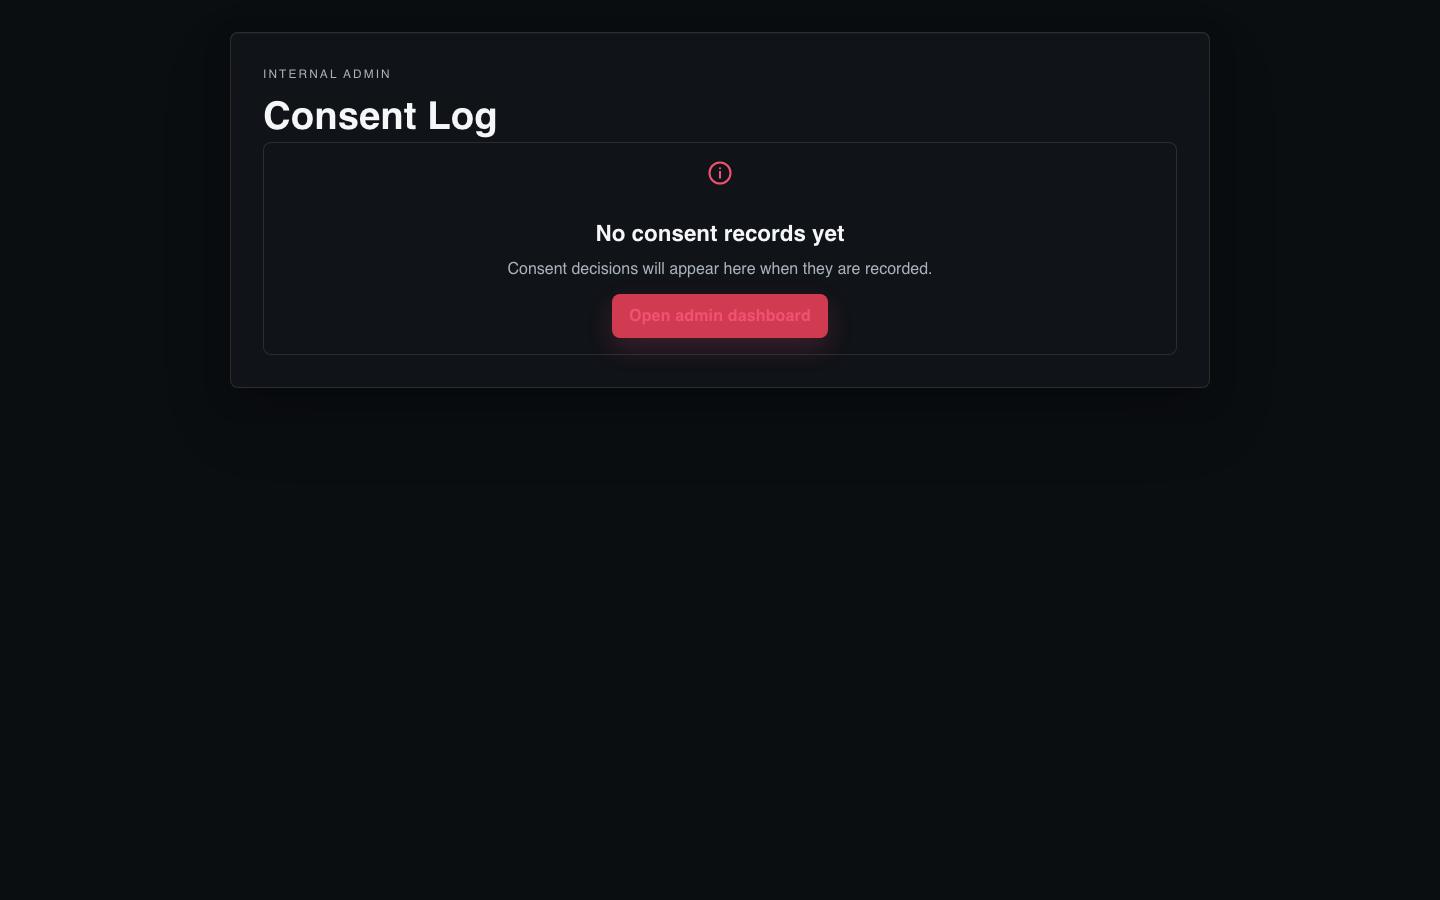 INTERNAL ADMIN
Consent Log
No consent records yet
Consent decisions will appear here when they are recorded.
Open admin dashboard